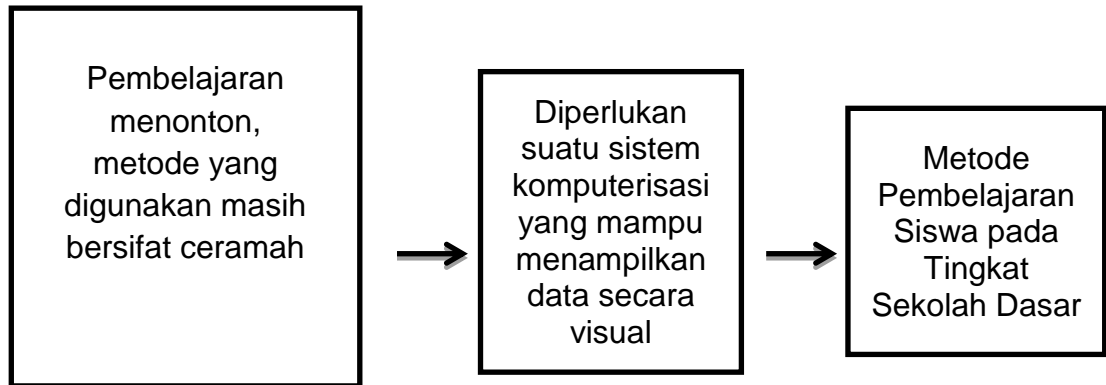 Pembelajaran
menonton,
metode yang
digunakan masih
bersifat ceramah
Diperlukan
suatu sistem
komputerisasi
yang mampu
menampilkan
data secara
visual
Metode
Pembelajaran
Siswa pada
Tingkat
Sekolah Dasar